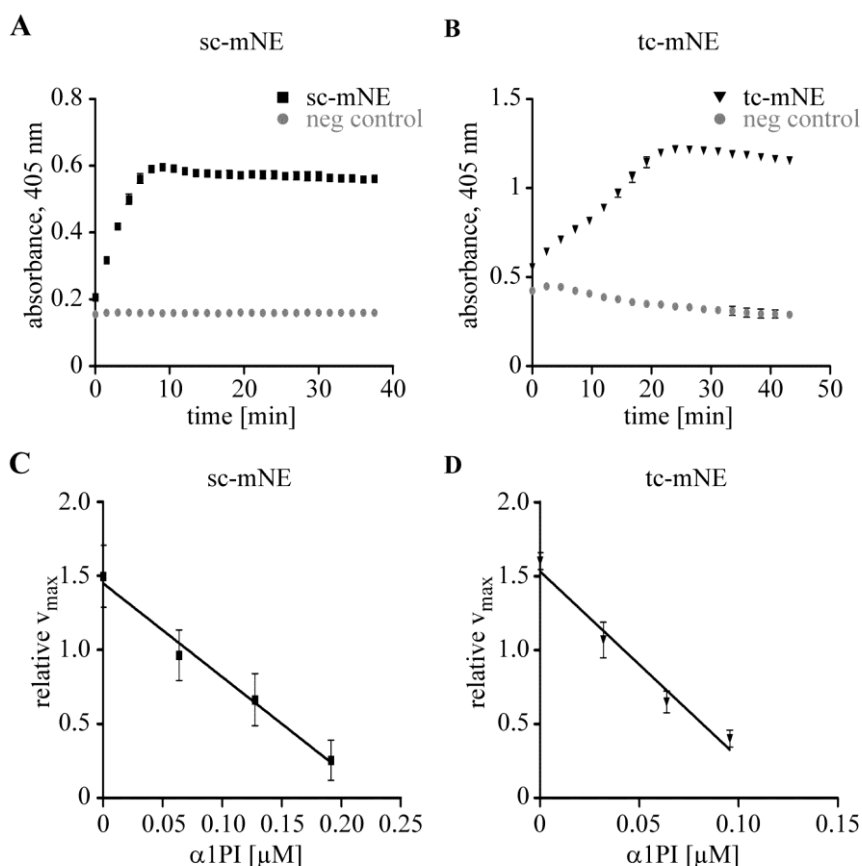 A
sc-mNE
absorbance, 405 nm
0.8
0.6
0.4
0.2
0
0 10 20 30 40
time [min]
sc-mNE
neg control
B
tc-mNE
absorbance, 405 nm
1.5
1
0.5
0
0 10 20 30 40 50
time [min]
tc-mNE
neg control
C
sc-mNE
relative vmax
2.0
1.5
1.0
0.5
0
0 0.05 0.10 0.15 0.20 0.25
α1PI [µM]
D
tc-mNE
relative vmax
2.0
1.5
1.0
0.5
0
0 0.05 0.10 0.15
α1PI [µM]